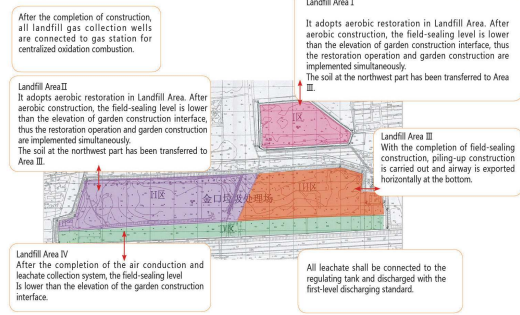 After the completion of construction,
all landfill gas collection wells
are connected to gas station for
centralized oxidation combustion.
Landfill Area I
It adopts aerobic restoration in Landfill Area. After
aerobic construction, the field-sealing level is lower
than the elevation of garden construction interface, thus
the restoration operation and garden construction are
implemented simultaneously.
The soil at the northwest part has been transferred to Area
III.
Landfill Area II
It adopts aerobic restoration in Landfill Area. After
aerobic construction, the field-sealing level is lower
than the elevation of garden construction interface,
thus the restoration operation and garden construction
are implemented simultaneously.
The soil at the northwest part has been transferred to
Area III.
I区
Landfill Area III
With the completion of field-sealing
construction, piling-up construction
is carried out and airway is exported
horizontally at the bottom.
II区
金口垃圾处理场
III区
IV区
Landfill Area IV
After the completion of the air conduction and
leachate collection system, the field-sealing level
Is lower than the elevation of the garden construction
interface.
All leachate shall be connected to the
regulating tank and discharged with the
first-level discharging standard.